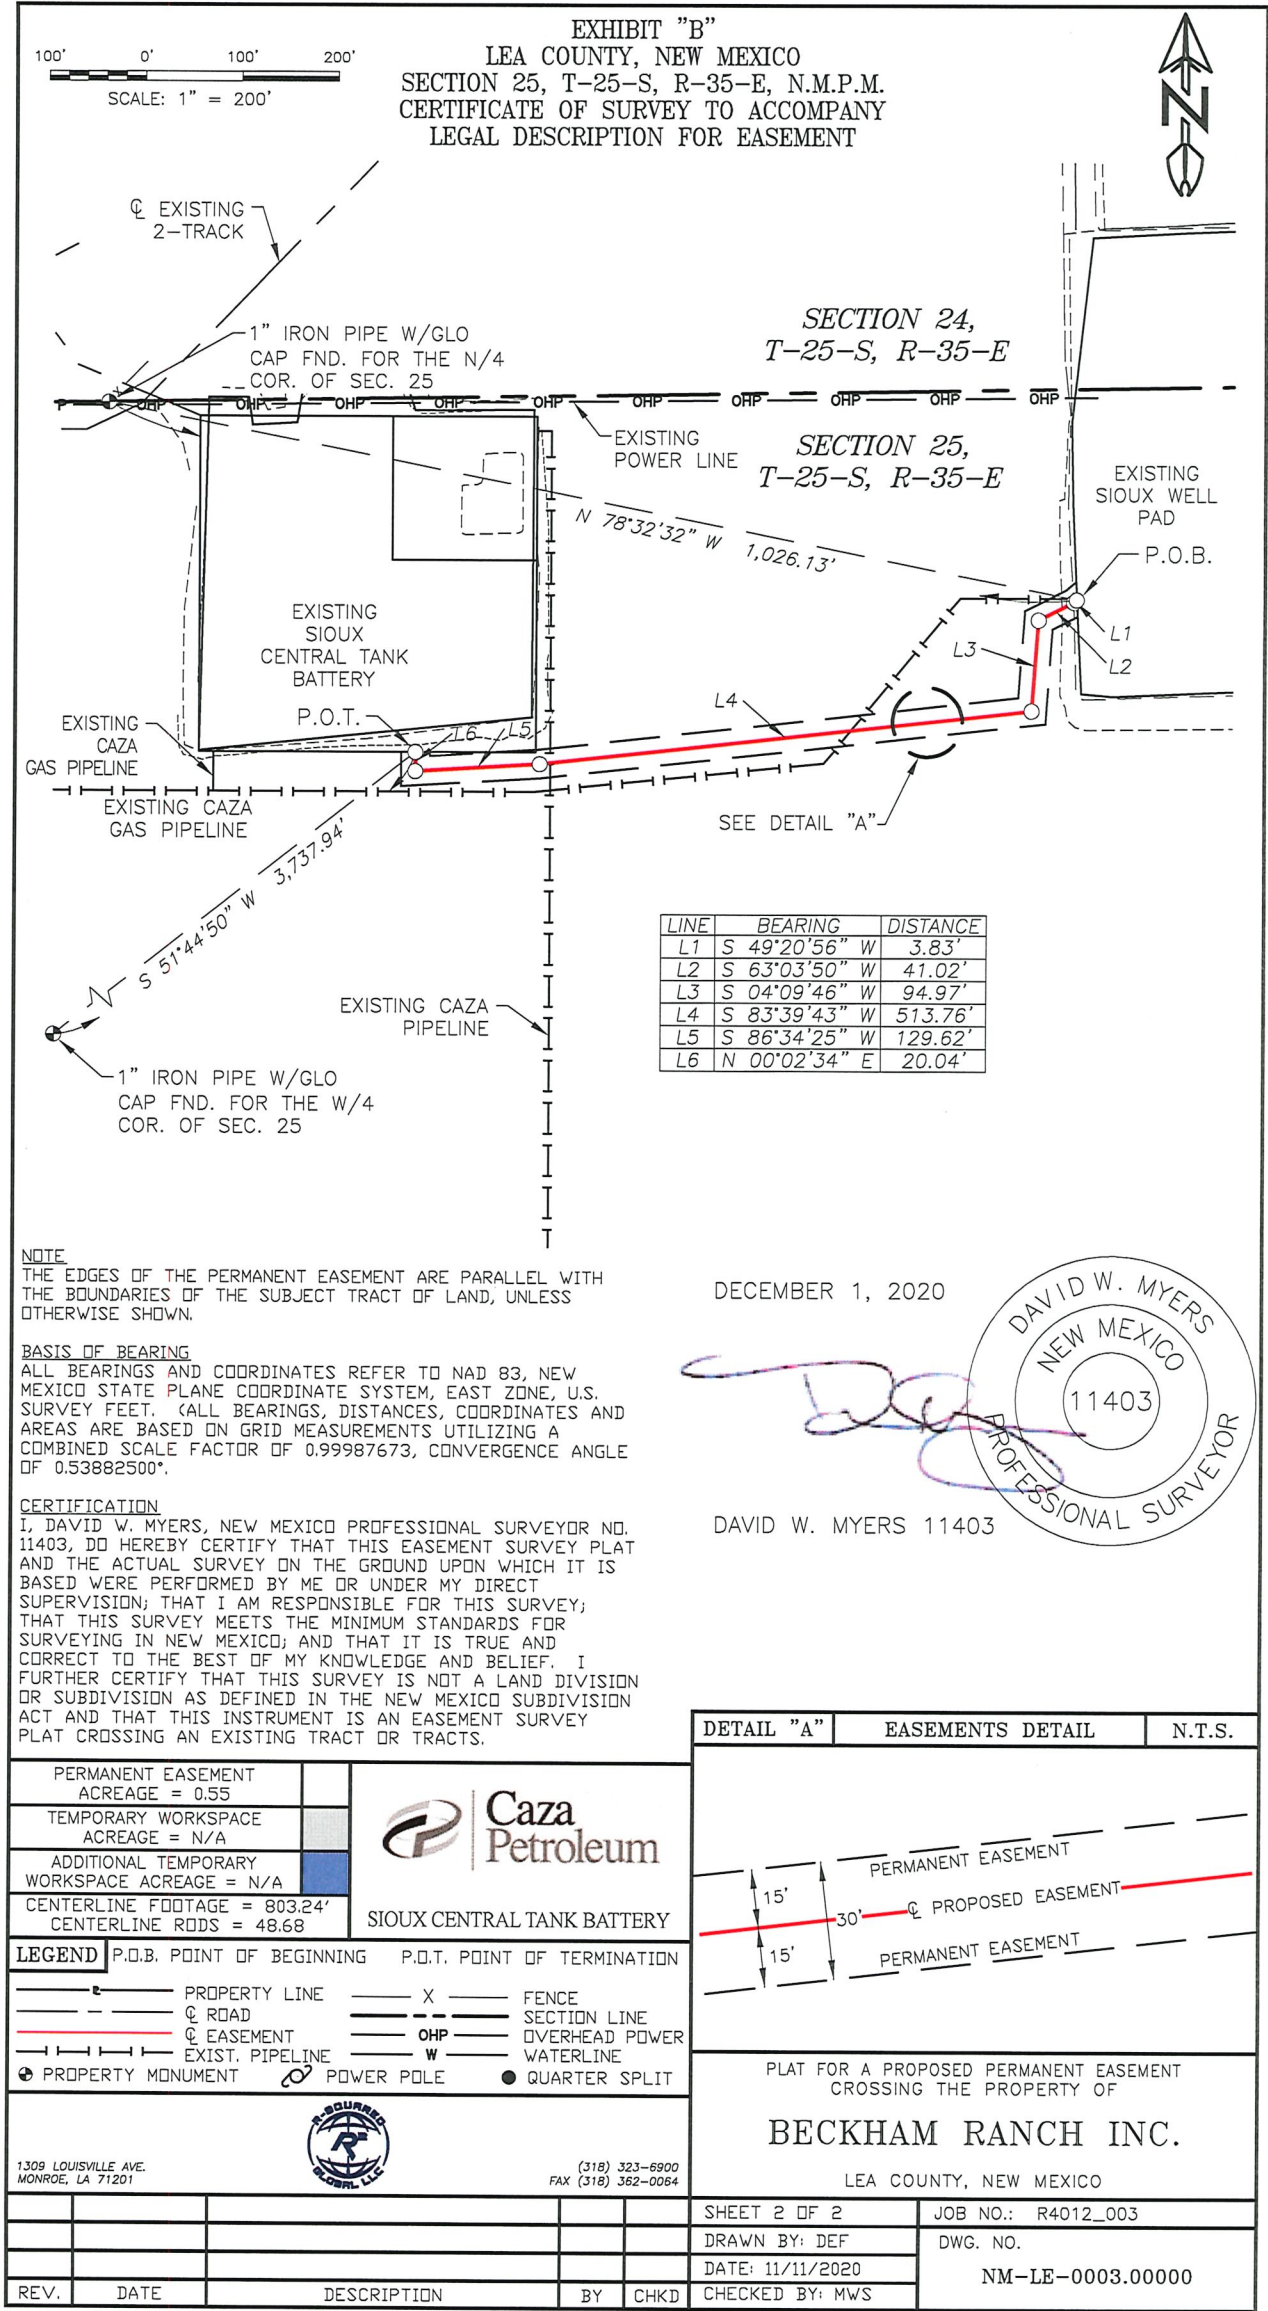 EXHIBIT "B"
LEA COUNTY, NEW MEXICO
SECTION 25, T-25-S, R-35-E, N.M.P.M.
CERTIFICATE OF SURVEY TO ACCOMPANY
LEGAL DESCRIPTION FOR EASEMENT
100' 0' 100' 200'
SCALE: 1" = 200'
N
℄ EXISTING
2-TRACK
1" IRON PIPE W/GLO
CAP FND. FOR THE N/4
COR. OF SEC. 25
SECTION 24,
T-25-S, R-35-E
P OHP OHP OHP OHP OHP OHP OHP OHP OHP OHP
EXISTING
POWER LINE
SECTION 25,
T-25-S, R-35-E
EXISTING
SIOUX WELL
PAD
P.O.B.
N 78°32'32" W 1,026.13'
EXISTING
SIOUX
CENTRAL TANK
BATTERY
L1
L2
L3
L4
P.O.T.
L6
L5
EXISTING
CAZA
GAS PIPELINE
EXISTING CAZA
GAS PIPELINE
SEE DETAIL "A"
S 51°44'50" W 3,737.94'
EXISTING CAZA
PIPELINE
1" IRON PIPE W/GLO
CAP FND. FOR THE W/4
COR. OF SEC. 25
LINE BEARING DISTANCE
L1 S 49°20'56" W 3.83'
L2 S 63°03'50" W 41.02'
L3 S 04°09'46" W 94.97'
L4 S 83°39'43" W 513.76'
L5 S 86°34'25" W 129.62'
L6 N 00°02'34" E 20.04'
NOTE
THE EDGES OF THE PERMANENT EASEMENT ARE PARALLEL WITH
THE BOUNDARIES OF THE SUBJECT TRACT OF LAND, UNLESS
OTHERWISE SHOWN.
BASIS OF BEARING
ALL BEARINGS AND COORDINATES REFER TO NAD 83, NEW
MEXICO STATE PLANE COORDINATE SYSTEM, EAST ZONE, U.S.
SURVEY FEET. (ALL BEARINGS, DISTANCES, COORDINATES AND
AREAS ARE BASED ON GRID MEASUREMENTS UTILIZING A
COMBINED SCALE FACTOR OF 0.99987673, CONVERGENCE ANGLE
OF 0.53882500°.
CERTIFICATION
I, DAVID W. MYERS, NEW MEXICO PROFESSIONAL SURVEYOR NO.
11403, DO HEREBY CERTIFY THAT THIS EASEMENT SURVEY PLAT
AND THE ACTUAL SURVEY ON THE GROUND UPON WHICH IT IS
BASED WERE PERFORMED BY ME OR UNDER MY DIRECT
SUPERVISION; THAT I AM RESPONSIBLE FOR THIS SURVEY;
THAT THIS SURVEY MEETS THE MINIMUM STANDARDS FOR
SURVEYING IN NEW MEXICO; AND THAT IT IS TRUE AND
CORRECT TO THE BEST OF MY KNOWLEDGE AND BELIEF. I
FURTHER CERTIFY THAT THIS SURVEY IS NOT A LAND DIVISION
OR SUBDIVISION AS DEFINED IN THE NEW MEXICO SUBDIVISION
ACT AND THAT THIS INSTRUMENT IS AN EASEMENT SURVEY
PLAT CROSSING AN EXISTING TRACT OR TRACTS.
DECEMBER 1, 2020
DAVID W. MYERS
NEW MEXICO
11403
PROFESSIONAL SURVEYOR
DAVID W. MYERS 11403
PERMANENT EASEMENT
ACREAGE = 0.55
TEMPORARY WORKSPACE
ACREAGE = N/A
ADDITIONAL TEMPORARY
WORKSPACE ACREAGE = N/A
CENTERLINE FOOTAGE = 803.24'
CENTERLINE RODS = 48.68
Caza
Petroleum
SIOUX CENTRAL TANK BATTERY
DETAIL "A" EASEMENTS DETAIL N.T.S.
PERMANENT EASEMENT
15'
30' ℄ PROPOSED EASEMENT
15'
PERMANENT EASEMENT
LEGEND P.O.B. POINT OF BEGINNING P.O.T. POINT OF TERMINATION
PROPERTY LINE X FENCE
℄ ROAD SECTION LINE
℄ EASEMENT OHP OVERHEAD POWER
EXIST. PIPELINE W WATERLINE
PROPERTY MONUMENT POWER POLE QUARTER SPLIT
R-SQUARED
R²
GLOBAL LLC
1309 LOUISVILLE AVE.
MONROE, LA 71201
(318) 323-6900
FAX (318) 362-0064
PLAT FOR A PROPOSED PERMANENT EASEMENT
CROSSING THE PROPERTY OF
BECKHAM RANCH INC.
LEA COUNTY, NEW MEXICO
SHEET 2 OF 2 JOB NO.: R4012_003
DRAWN BY: DEF DWG. NO.
DATE: 11/11/2020 NM-LE-0003.00000
CHECKED BY: MWS
REV. DATE DESCRIPTION BY CHKD